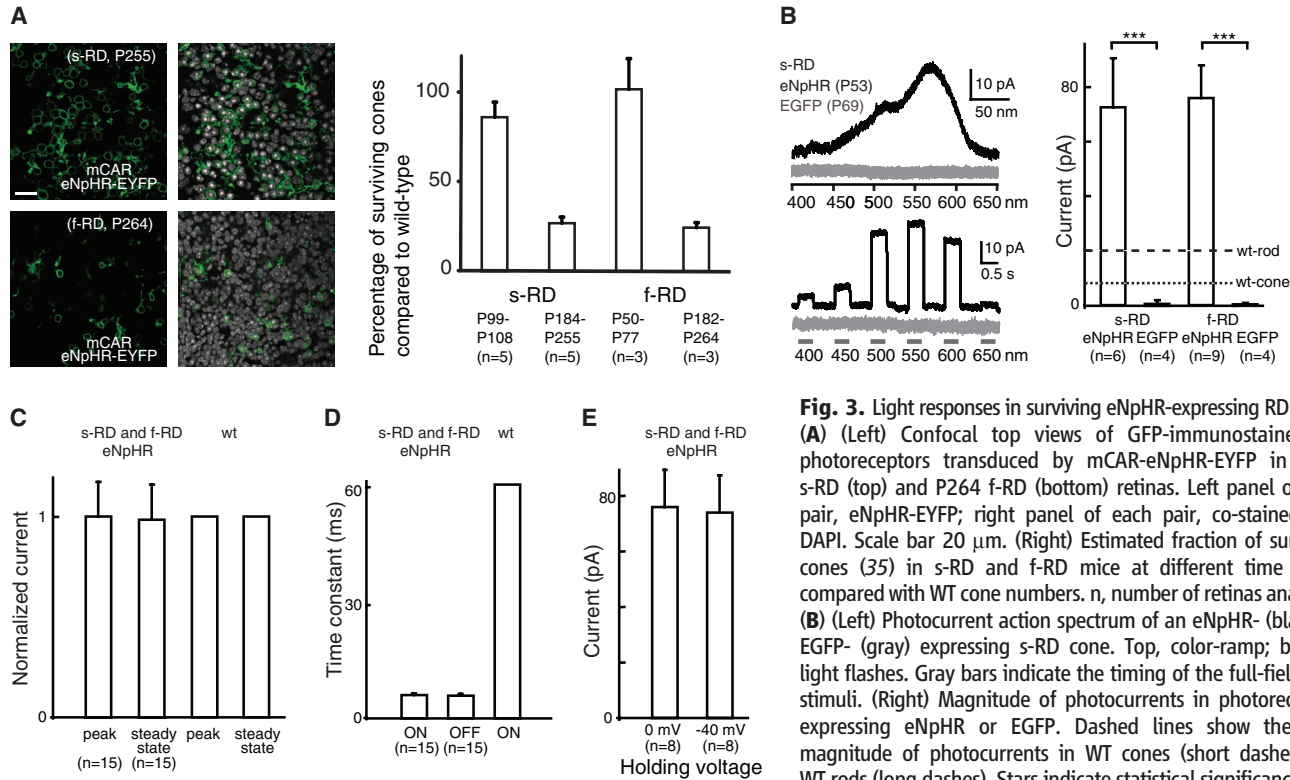 A
(s-RD, P255)
mCAR
eNpHR-EYFP
(f-RD, P264)
mCAR
eNpHR-EYFP
Percentage of surviving cones
compared to wild-type
100
50
0
s-RD
f-RD
P99-
P108
(n=5)
P184-
P255
(n=5)
P50-
P77
(n=3)
P182-
P264
(n=3)
B
s-RD
eNpHR (P53)
EGFP (P69)
10 pA
50 nm
400 450 500 550 600 650 nm
10 pA
0.5 s
400 450 500 550 600 650 nm
Current (pA)
80
0
***
***
wt-rod
wt-cone
s-RD
f-RD
eNpHR EGFP eNpHR EGFP
(n=6) (n=4) (n=9) (n=4)
C
s-RD and f-RD
eNpHR
wt
Normalized current
1
0
peak
(n=15)
steady
state
(n=15)
peak
steady
state
D
s-RD and f-RD
eNpHR
wt
Time constant (ms)
60
30
0
ON
(n=15)
OFF
(n=15)
ON
E
s-RD and f-RD
eNpHR
Current (pA)
80
0
0 mV
(n=8)
-40 mV
(n=8)
Holding voltage
Fig. 3. Light responses in surviving eNpHR-expressing RD
(A) (Left) Confocal top views of GFP-immunostaine
photoreceptors transduced by mCAR-eNpHR-EYFP in
s-RD (top) and P264 f-RD (bottom) retinas. Left panel o
pair, eNpHR-EYFP; right panel of each pair, co-staine
DAPI. Scale bar 20 μm. (Right) Estimated fraction of sur
cones (35) in s-RD and f-RD mice at different time
compared with WT cone numbers. n, number of retinas ana
(B) (Left) Photocurrent action spectrum of an eNpHR- (bla
EGFP- (gray) expressing s-RD cone. Top, color-ramp; b
light flashes. Gray bars indicate the timing of the full-field
stimuli. (Right) Magnitude of photocurrents in photorec
expressing eNpHR or EGFP. Dashed lines show the
magnitude of photocurrents in WT cones (short dashe
WT rods (long dashes). Stars indicate statistical significanc